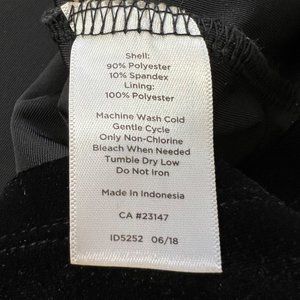 Shell:
90% Polyester
10% Spandex
Lining:
100% Polyester
Machine Wash Cold
Gentle Cycle
Only Non-Chlorine
Bleach When Needed
Tumble Dry Low
Do Not Iron
Made In Indonesia
CA #23147
ID5252 06/18